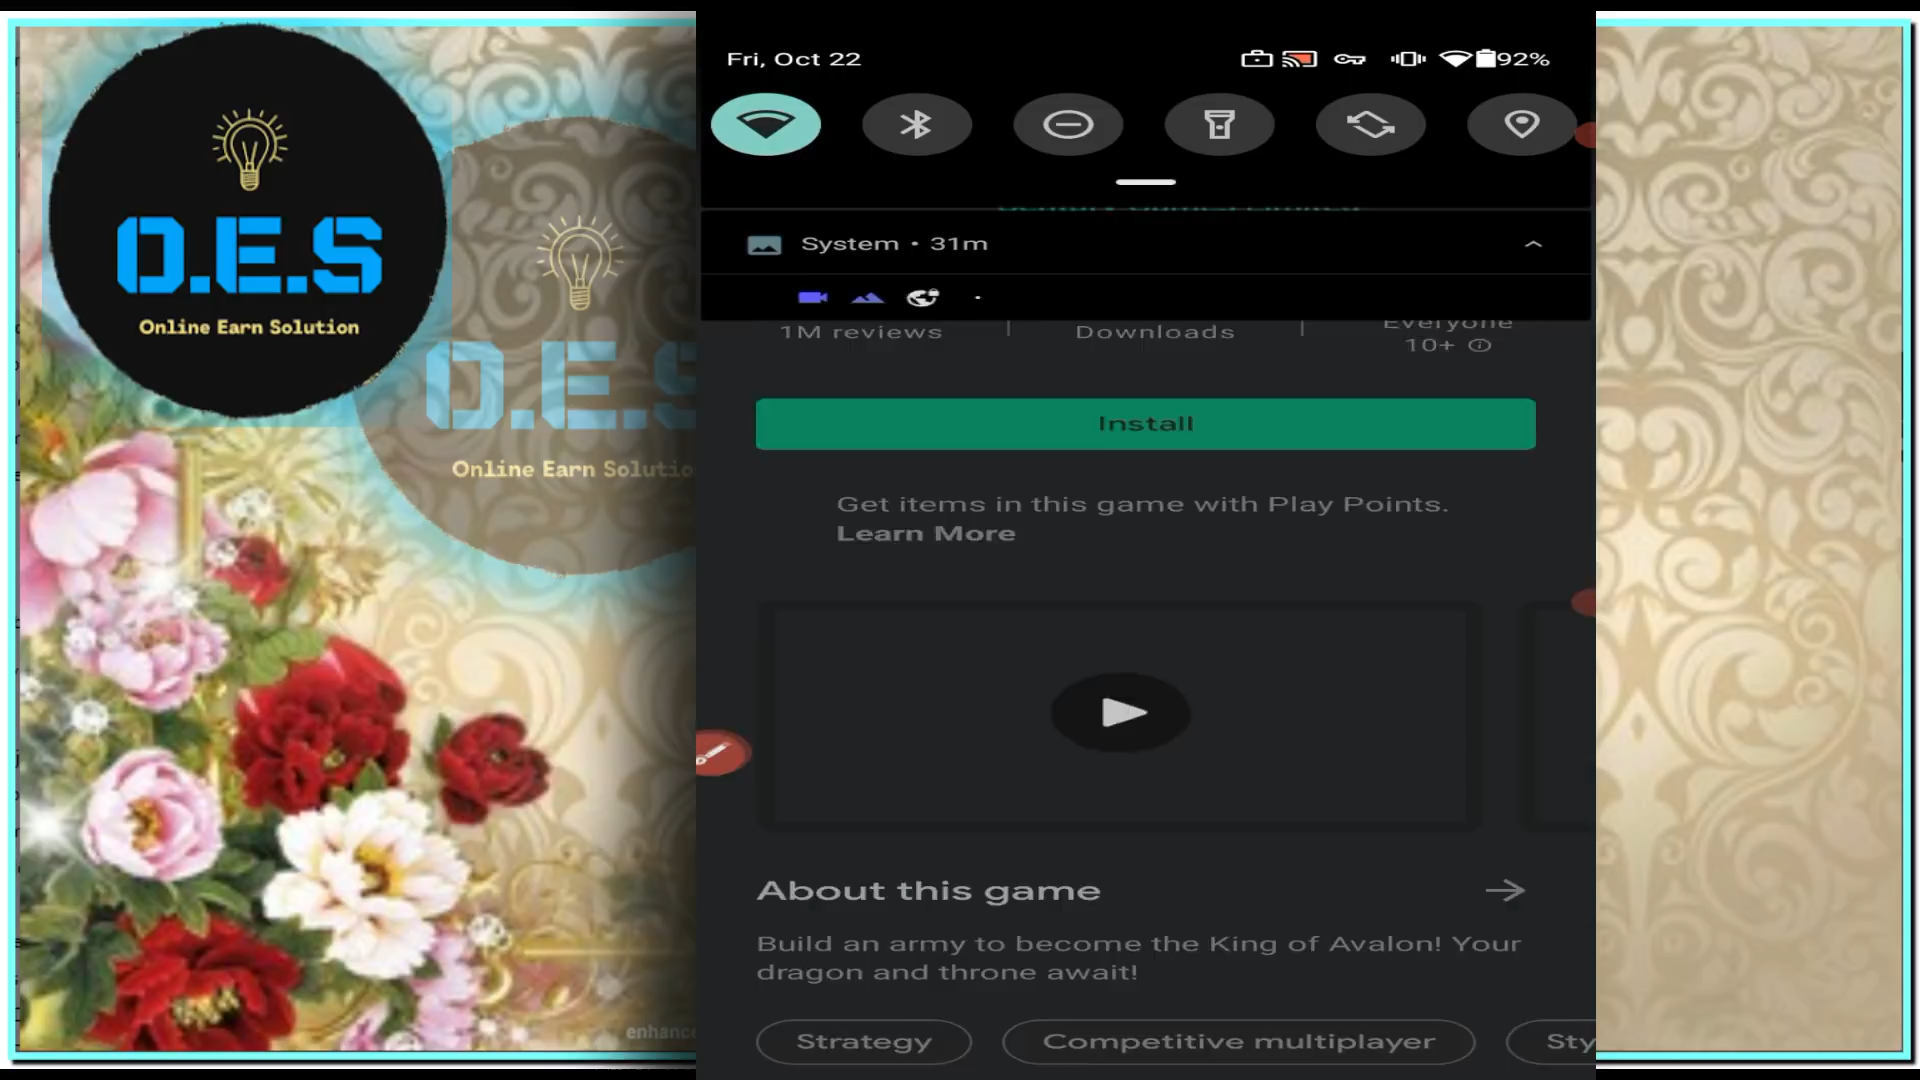 O.E.S
Online Earn Solution
O.E.S
Online Earn Solutio
enhance
Fri, Oct 22
92%
System • 31m
1M reviews
Downloads
Everyone
10+
Install
Get items in this game with Play Points.
Learn More
About this game
Build an army to become the King of Avalon! Your
dragon and throne await!
Strategy
Competitive multiplayer
Sty